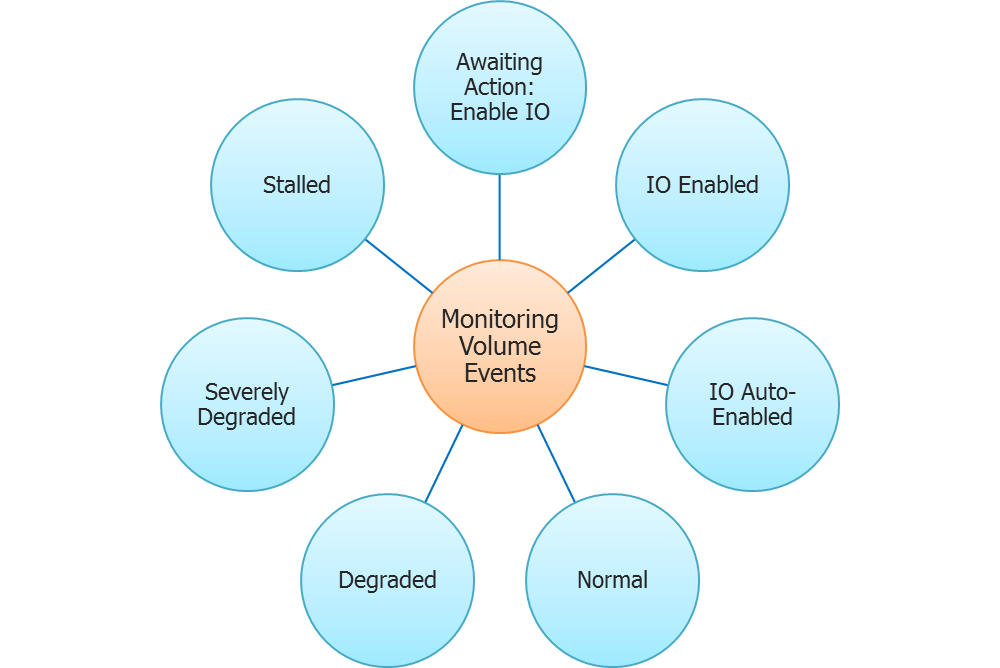 Awaiting
Action:
Enable IO
Stalled
IO Enabled
Monitoring
Volume
Events
Severely
Degraded
IO Auto-
Enabled
Degraded
Normal